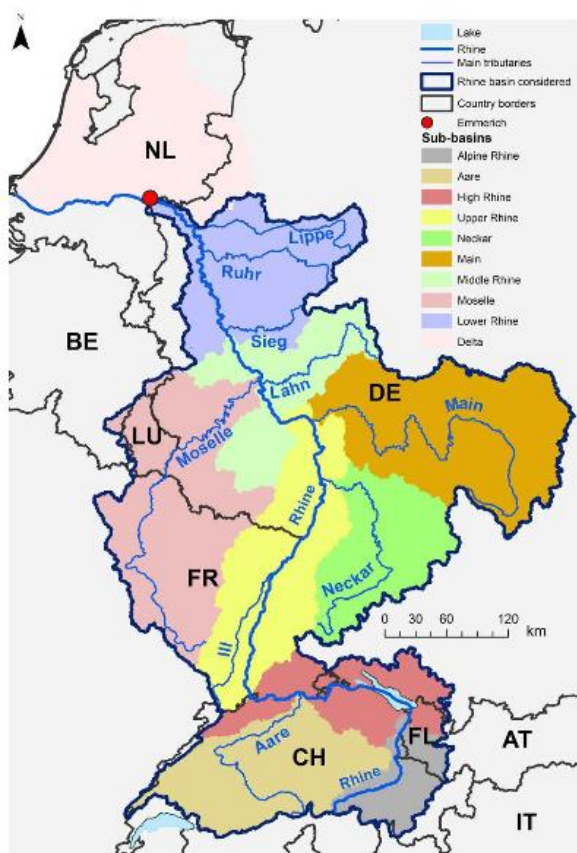 N
Lake
Rhine
Main tributaries
Rhine basin considered
Country borders
Emmerich
Sub-basins
Alpine Rhine
Aare
High Rhine
Upper Rhine
Neckar
Main
Middle Rhine
Moselle
Lower Rhine
Delta
NL
Lippe
Ruhr
Sieg
BE
Lahn
DE
Main
LU
Moselle
Rhine
FR
Neckar
Ill
0 30 60 120
km
Aare
CH
FL
AT
Rhine
IT